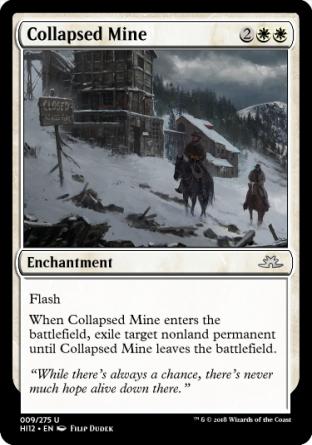 Collapsed Mine 2
CLOSED
Enchantment
Flash
When Collapsed Mine enters the
battlefield, exile target nonland permanent
until Collapsed Mine leaves the battlefield.
“While there’s always a chance, there’s never
much hope alive down there.”
009/275 U
HI12 • EN Filip Dudek
™ & © 2018 Wizards of the Coast